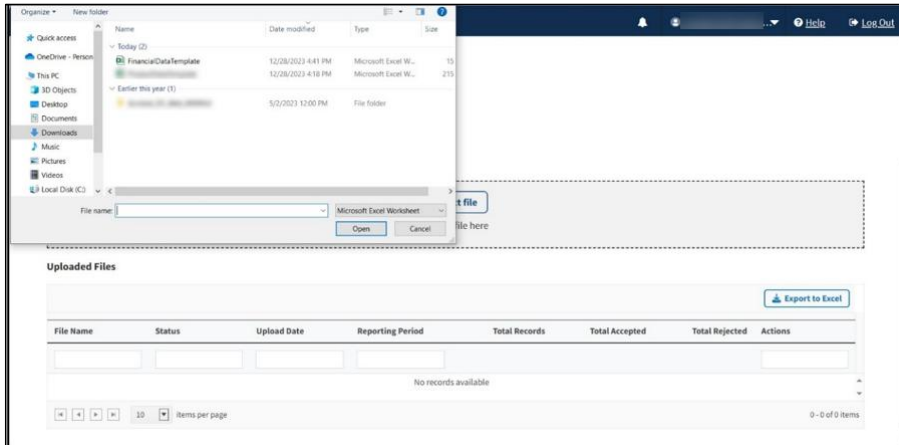 Organize New folder
...
Help
Log Out
Quick access
OneDrive - Person
This PC
3D Objects
Desktop
Documents
Downloads
Music
Pictures
Videos
Local Disk (C:)
Name Date modified Type Size
Today (2)
FinancialDataTemplate 12/28/2023 4:41 PM Microsoft Excel W... 15
12/28/2023 4:18 PM Microsoft Excel W... 215
Earlier this year (1)
5/2/2023 12:00 PM File folder
File name: Microsoft Excel Worksheet
Open Cancel
t file
file here
Uploaded Files
Export to Excel
File Name Status Upload Date Reporting Period Total Records Total Accepted Total Rejected Actions
No records available
10 items per page 0 - 0 of 0 items